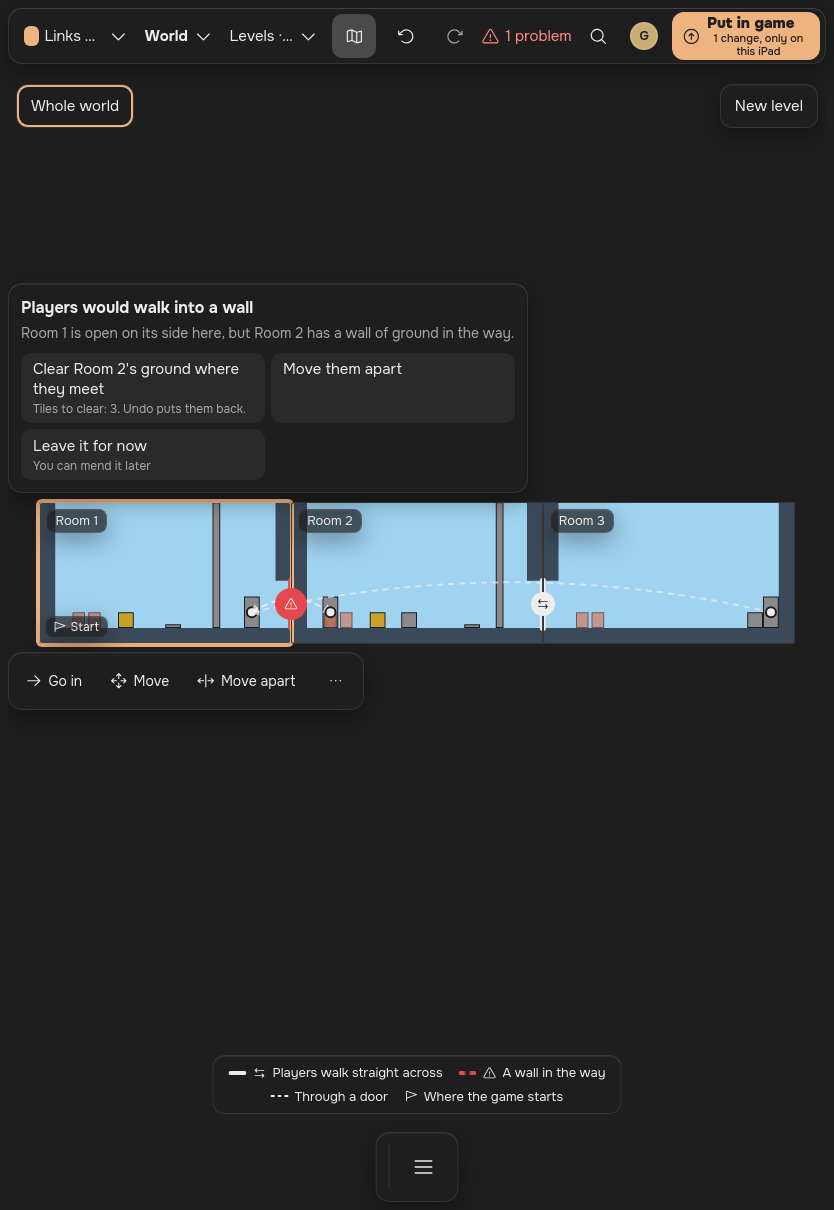 Links ...
World
Levels ·...
1 problem
G
Put in game
1 change, only on
this iPad
Whole world
New level
Players would walk into a wall
Room 1 is open on its side here, but Room 2 has a wall of ground in the way.
Clear Room 2's ground where
they meet
Tiles to clear: 3. Undo puts them back.
Move them apart
Leave it for now
You can mend it later
Room 1
Room 2
Room 3
Start
Go in
Move
Move apart
...
Players walk straight across
A wall in the way
Through a door
Where the game starts